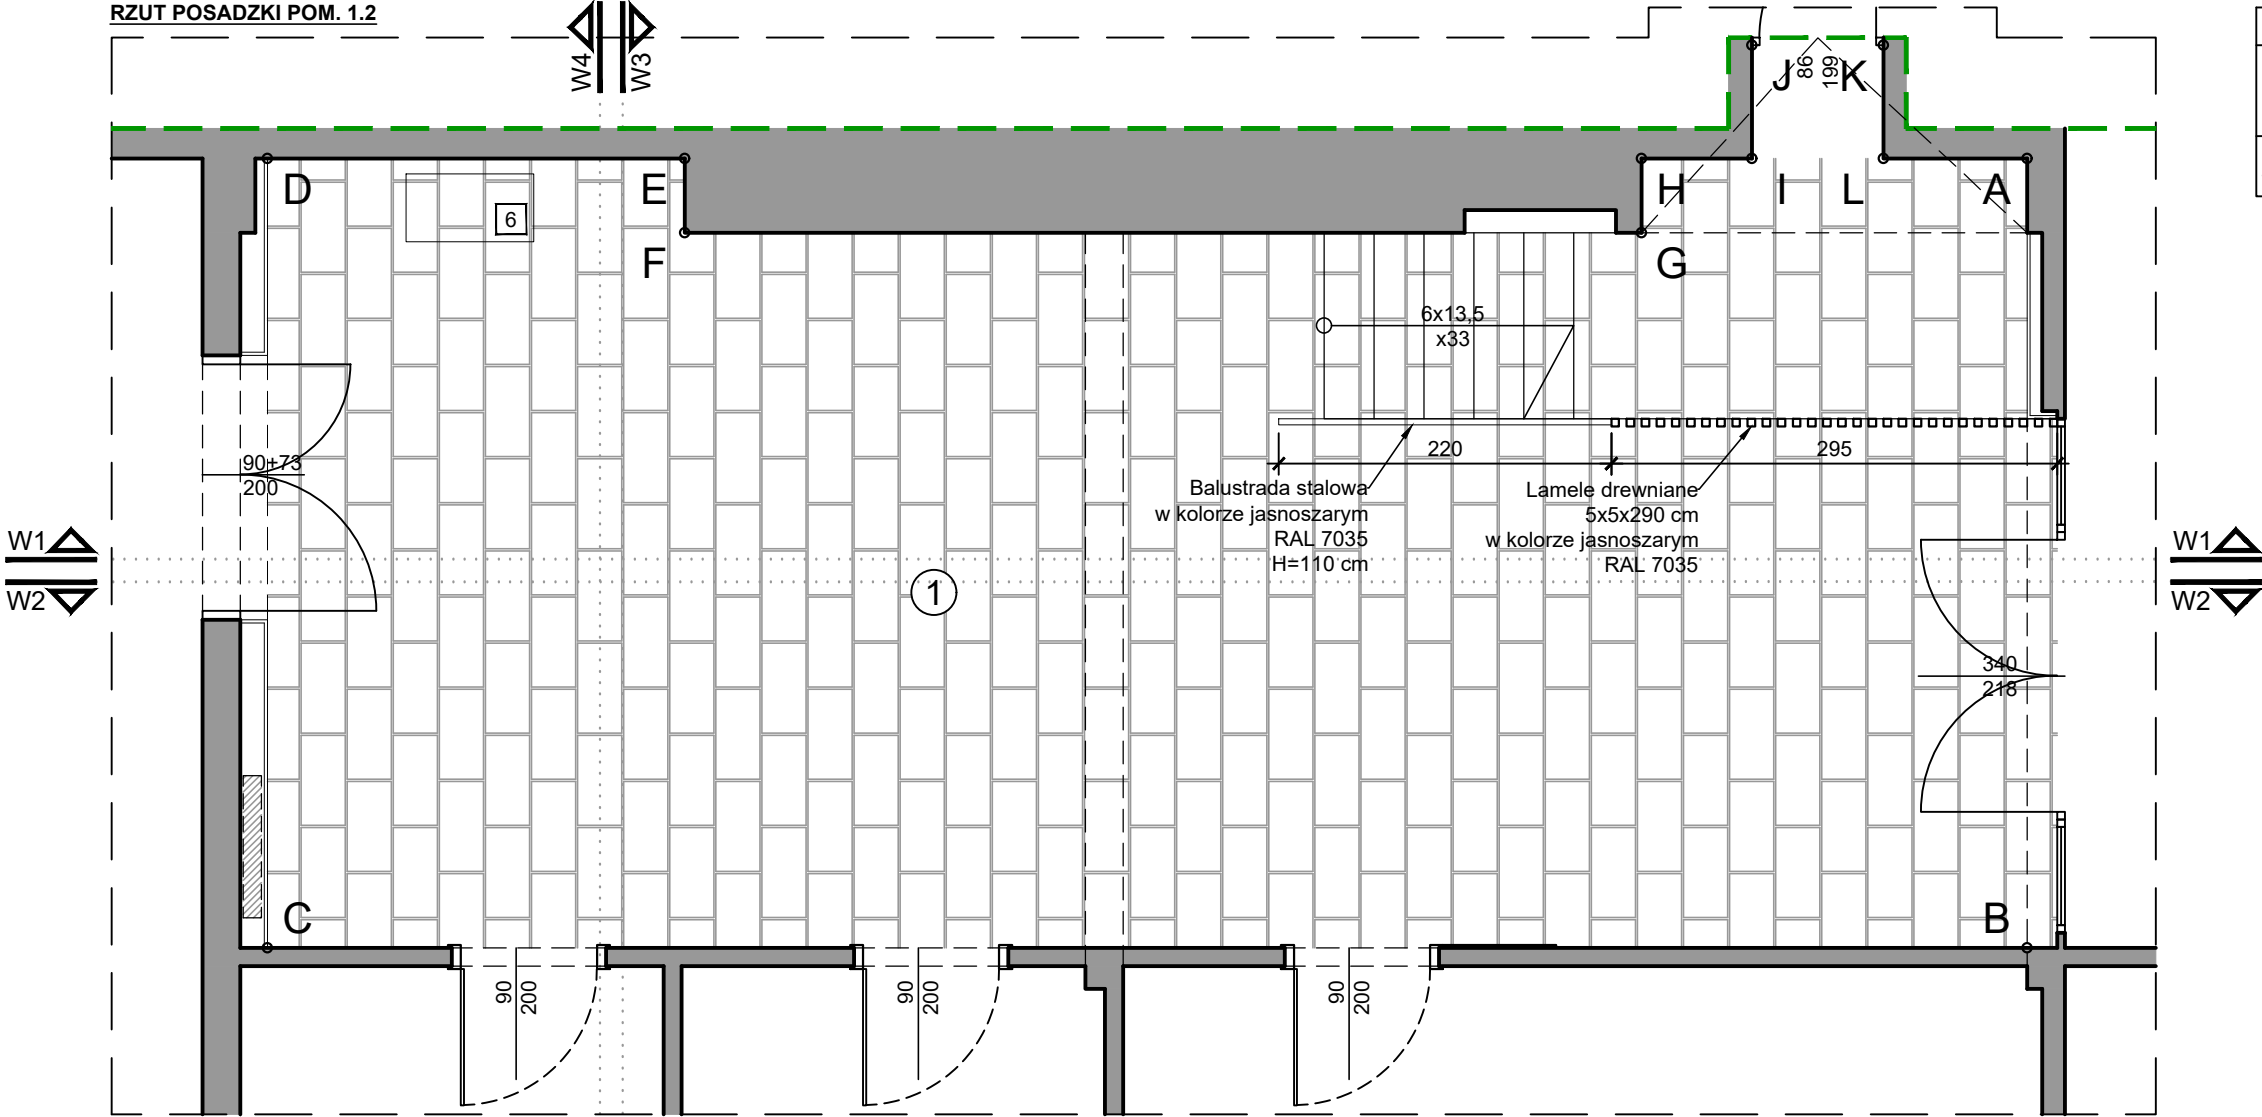 RZUT POSADZKI POM. 1.2
W4
W3
86
199
J
K
D
E
H
I
L
A
6
F
G
6x13,5
x33
90+73
200
220
295
Balustrada stalowa
w kolorze jasnoszarym
RAL 7035
H=110 cm
Lamele drewniane
5x5x290 cm
w kolorze jasnoszarym
RAL 7035
W1
W2
W1
W2
1
340
218
C
B
90
200
90
200
90
200